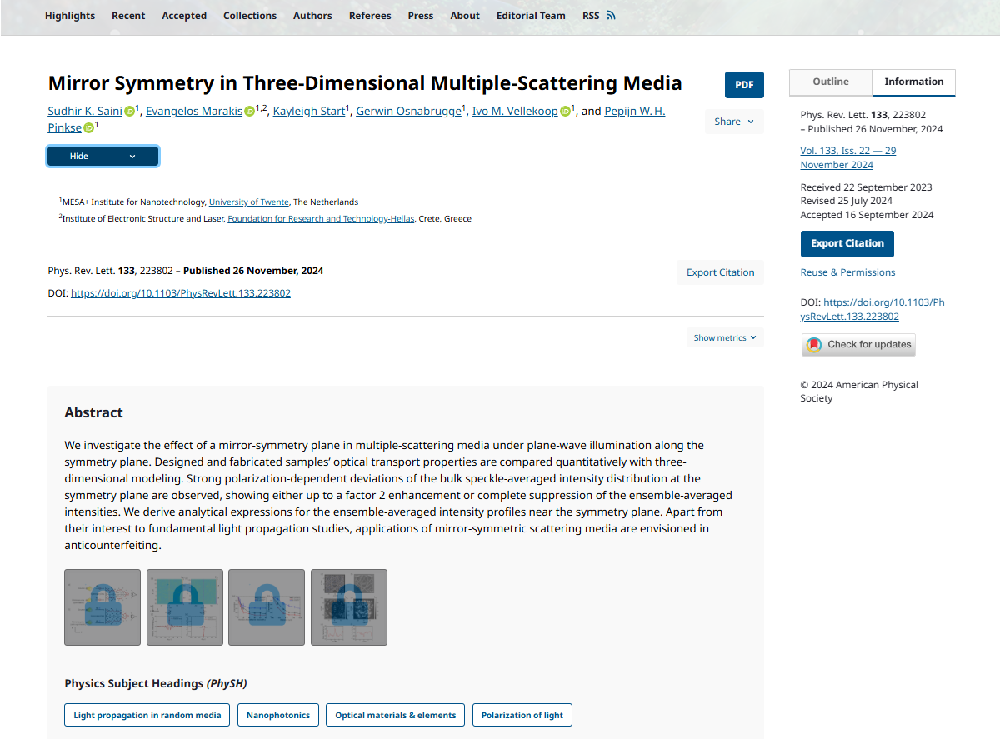 Highlights Recent Accepted Collections Authors Referees Press About Editorial Team RSS
Mirror Symmetry in Three-Dimensional Multiple-Scattering Media
PDF
Sudhir K. Saini1, Evangelos Marakis1,2, Kayleigh Start1, Gerwin Osnabrugge1, Ivo M. Vellekoop1, and Pepijn W. H.
Pinkse1
Share
Hide
1MESA+ Institute for Nanotechnology, University of Twente, The Netherlands
2Institute of Electronic Structure and Laser, Foundation for Research and Technology-Hellas, Crete, Greece
Phys. Rev. Lett. 133, 223802 – Published 26 November, 2024
Export Citation
DOI: https://doi.org/10.1103/PhysRevLett.133.223802
Show metrics
Abstract
We investigate the effect of a mirror-symmetry plane in multiple-scattering media under plane-wave illumination along the
symmetry plane. Designed and fabricated samples’ optical transport properties are compared quantitatively with three-
dimensional modeling. Strong polarization-dependent deviations of the bulk speckle-averaged intensity distribution at the
symmetry plane are observed, showing either up to a factor 2 enhancement or complete suppression of the ensemble-averaged
intensities. We derive analytical expressions for the ensemble-averaged intensity profiles near the symmetry plane. Apart from
their interest to fundamental light propagation studies, applications of mirror-symmetric scattering media are envisioned in
anticounterfeiting.
Physics Subject Headings (PhySH)
Light propagation in random media Nanophotonics Optical materials & elements Polarization of light
Outline Information
Phys. Rev. Lett. 133, 223802
– Published 26 November, 2024
Vol. 133, Iss. 22 — 29
November 2024
Received 22 September 2023
Revised 25 July 2024
Accepted 16 September 2024
Export Citation
Reuse & Permissions
DOI: https://doi.org/10.1103/Ph
ysRevLett.133.223802
Check for updates
© 2024 American Physical
Society